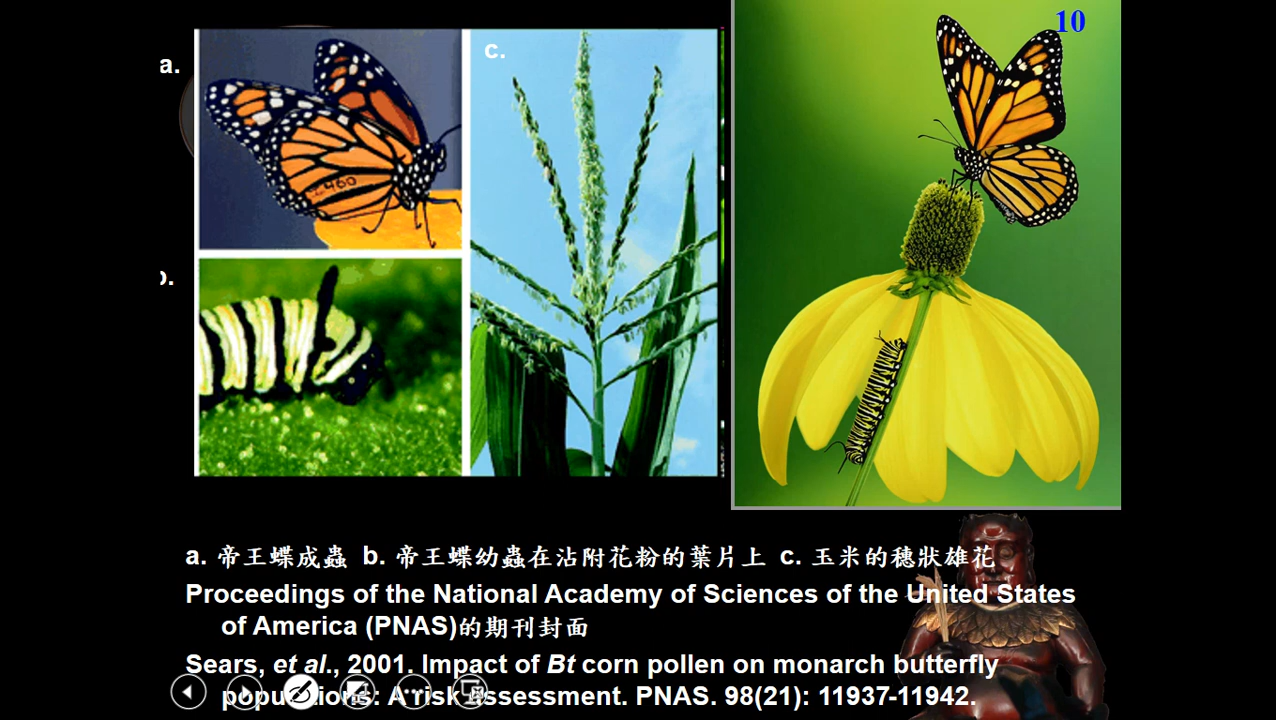 10
a.
c.
b.
460
a. 帝王蝶成蟲 b. 帝王蝶幼蟲在沾附花粉的葉片上 c. 玉米的穗狀雄花
Proceedings of the National Academy of Sciences of the United States
of America (PNAS)的期刊封面
Sears, et al., 2001. Impact of Bt corn pollen on monarch butterfly
populations: A risk assessment. PNAS. 98(21): 11937-11942.